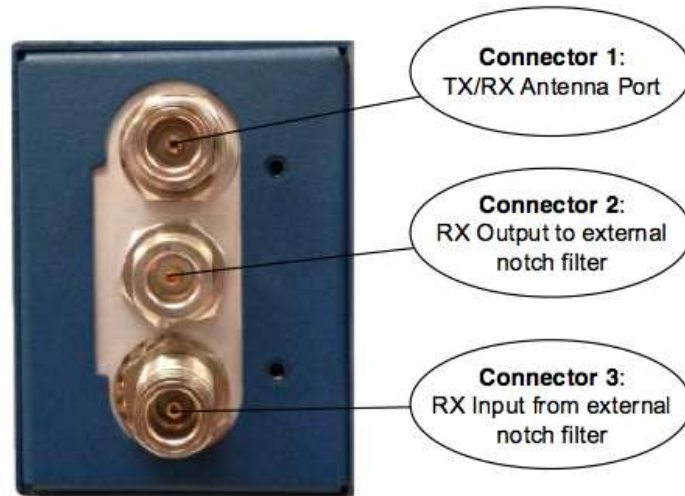 Connector 1:
TX/RX Antenna Port
Connector 2:
RX Output to external
notch filter
Connector 3:
RX Input from external
notch filter